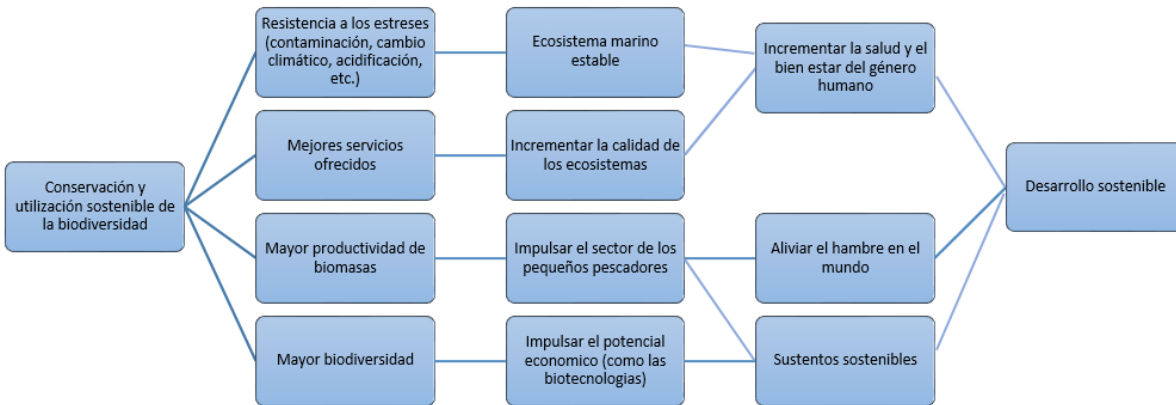 Resistencia a los estreses
(contaminación, cambio
climático, acidificación,
etc.)
Ecosistema marino
estable
Incrementar la salud y el
bien estar del género
humano
Mejores servicios
ofrecidos
Incrementar la calidad de
los ecosistemas
Conservación y
utilización sostenible de
la biodiversidad
Desarrollo sostenible
Mayor productividad de
biomasas
Impulsar el sector de los
pequeños pescadores
Aliviar el hambre en el
mundo
Mayor biodiversidad
Impulsar el potencial
economico (como las
biotecnologias)
Sustentos sostenibles